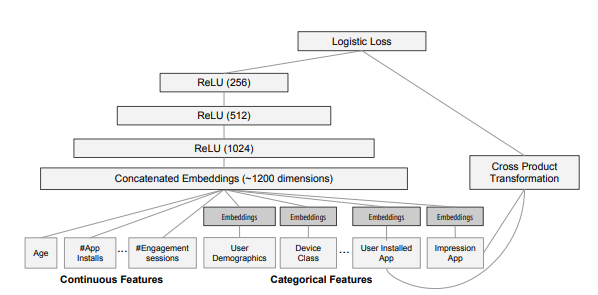 Logistic Loss
ReLU (256)
ReLU (512)
ReLU (1024)
Concatenated Embeddings (~1200 dimensions)
Cross Product
Transformation
Embeddings
Embeddings
Embeddings
Embeddings
Age
#App
Installs
...
#Engagement
sessions
User
Demographics
Device
Class
...
User Installed
App
Impression
App
Continuous Features
Categorical Features